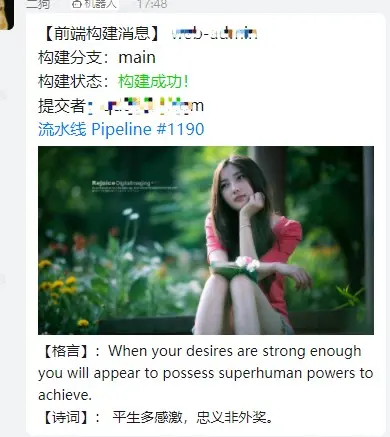 二狗 机器人 17:48
【前端构建消息】 web-admin
构建分支：main
构建状态：构建成功！
提交者：
流水线 Pipeline #1190
Rejoice DigitalImaging
【格言】：When your desires are strong enough
you will appear to possess superhuman powers to
achieve.
【诗词】： 平生多感激，忠义非外奖。